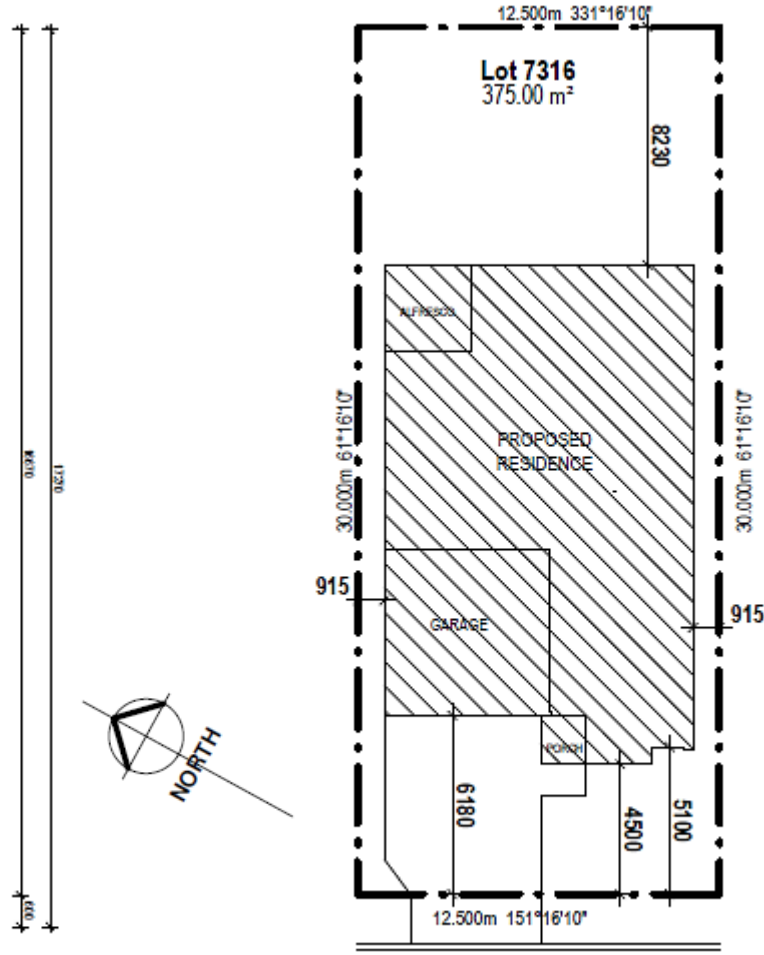 12.500m 331°16'10"
Lot 7316
375.00 m²
8230
ALFRESCO
30.000m 61°16'10"
30.000m 61°16'10"
PROPOSED
RESIDENCE
915
915
GARAGE
PORCH
NORTH
6180
4500
5100
12.500m 151°16'10"